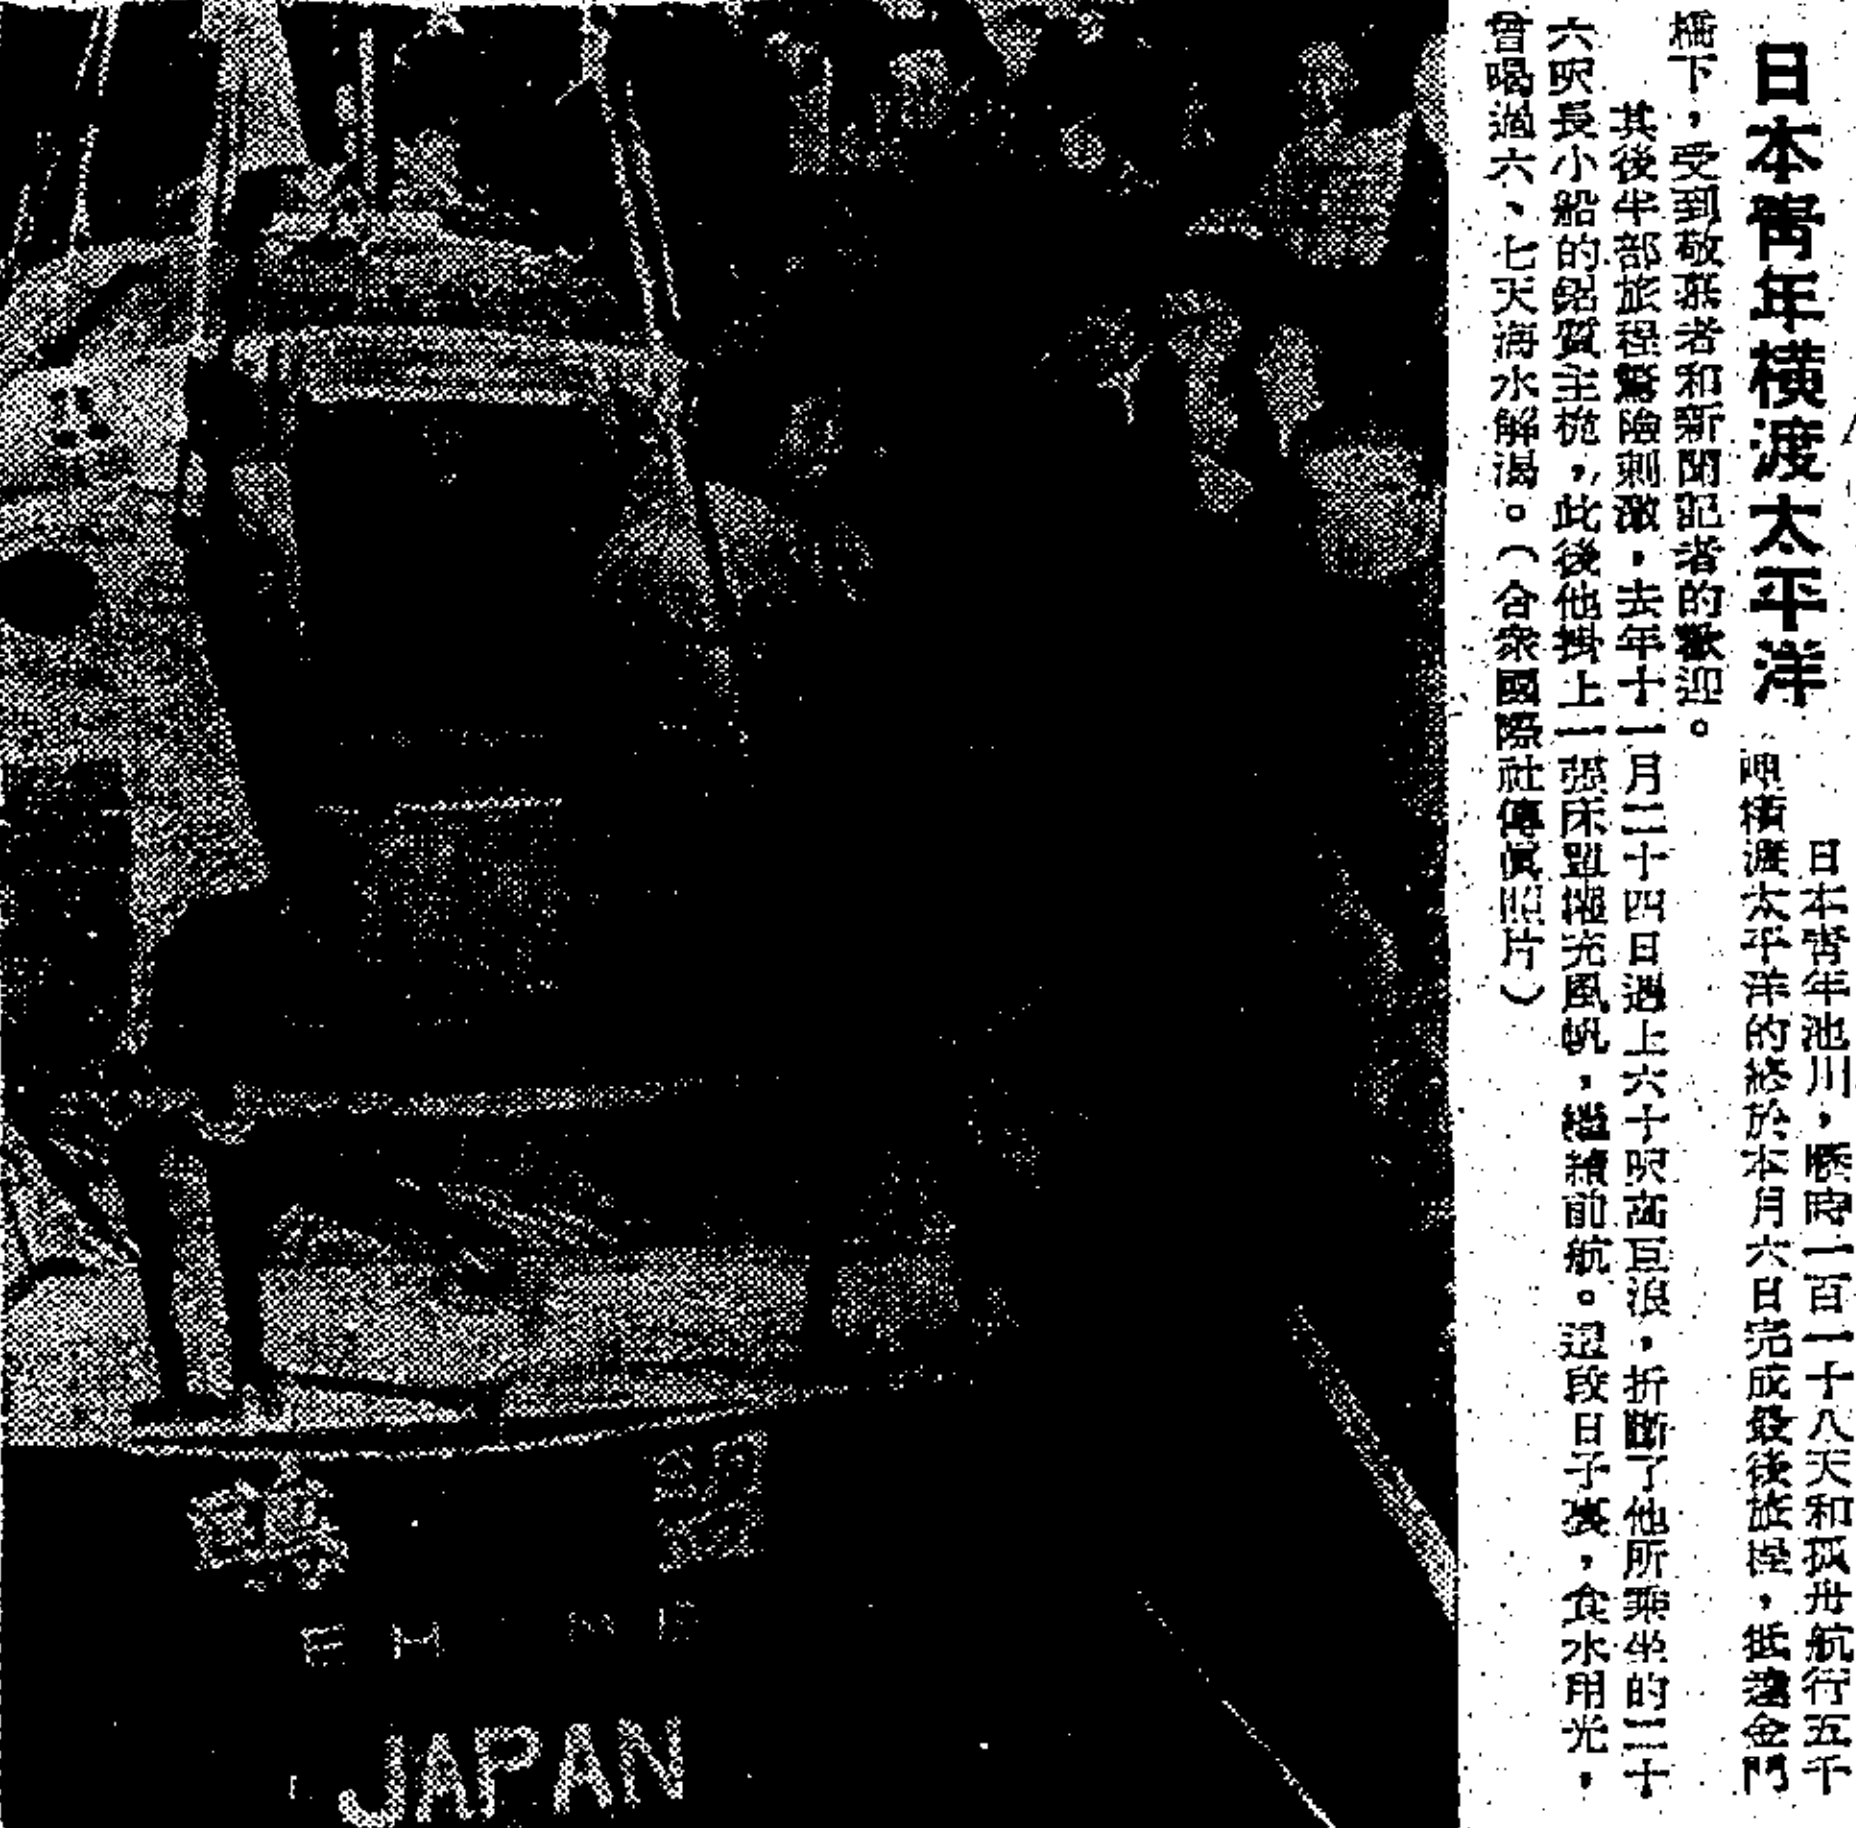 日本靑年橫渡太平洋
日本靑年池川，歷時一百一十八天和孤舟航行五千
呷橫渡太平洋的終於本月六日完成最後旅程，抵達金門
橋下，受到敬慕者和新聞記者的歡迎。
其後半部旅程驚險刺激，去年十一月二十四日遇上六十呎高巨浪，折斷了他所乘坐的二十
六呎長小船的鋁質主桅，此後他掛上一張床單權充風帆，繼續前航。這段日子裏，食水用光，
曾喝過六、七天海水解渴。（合衆國際社傳眞照片）
JAPAN